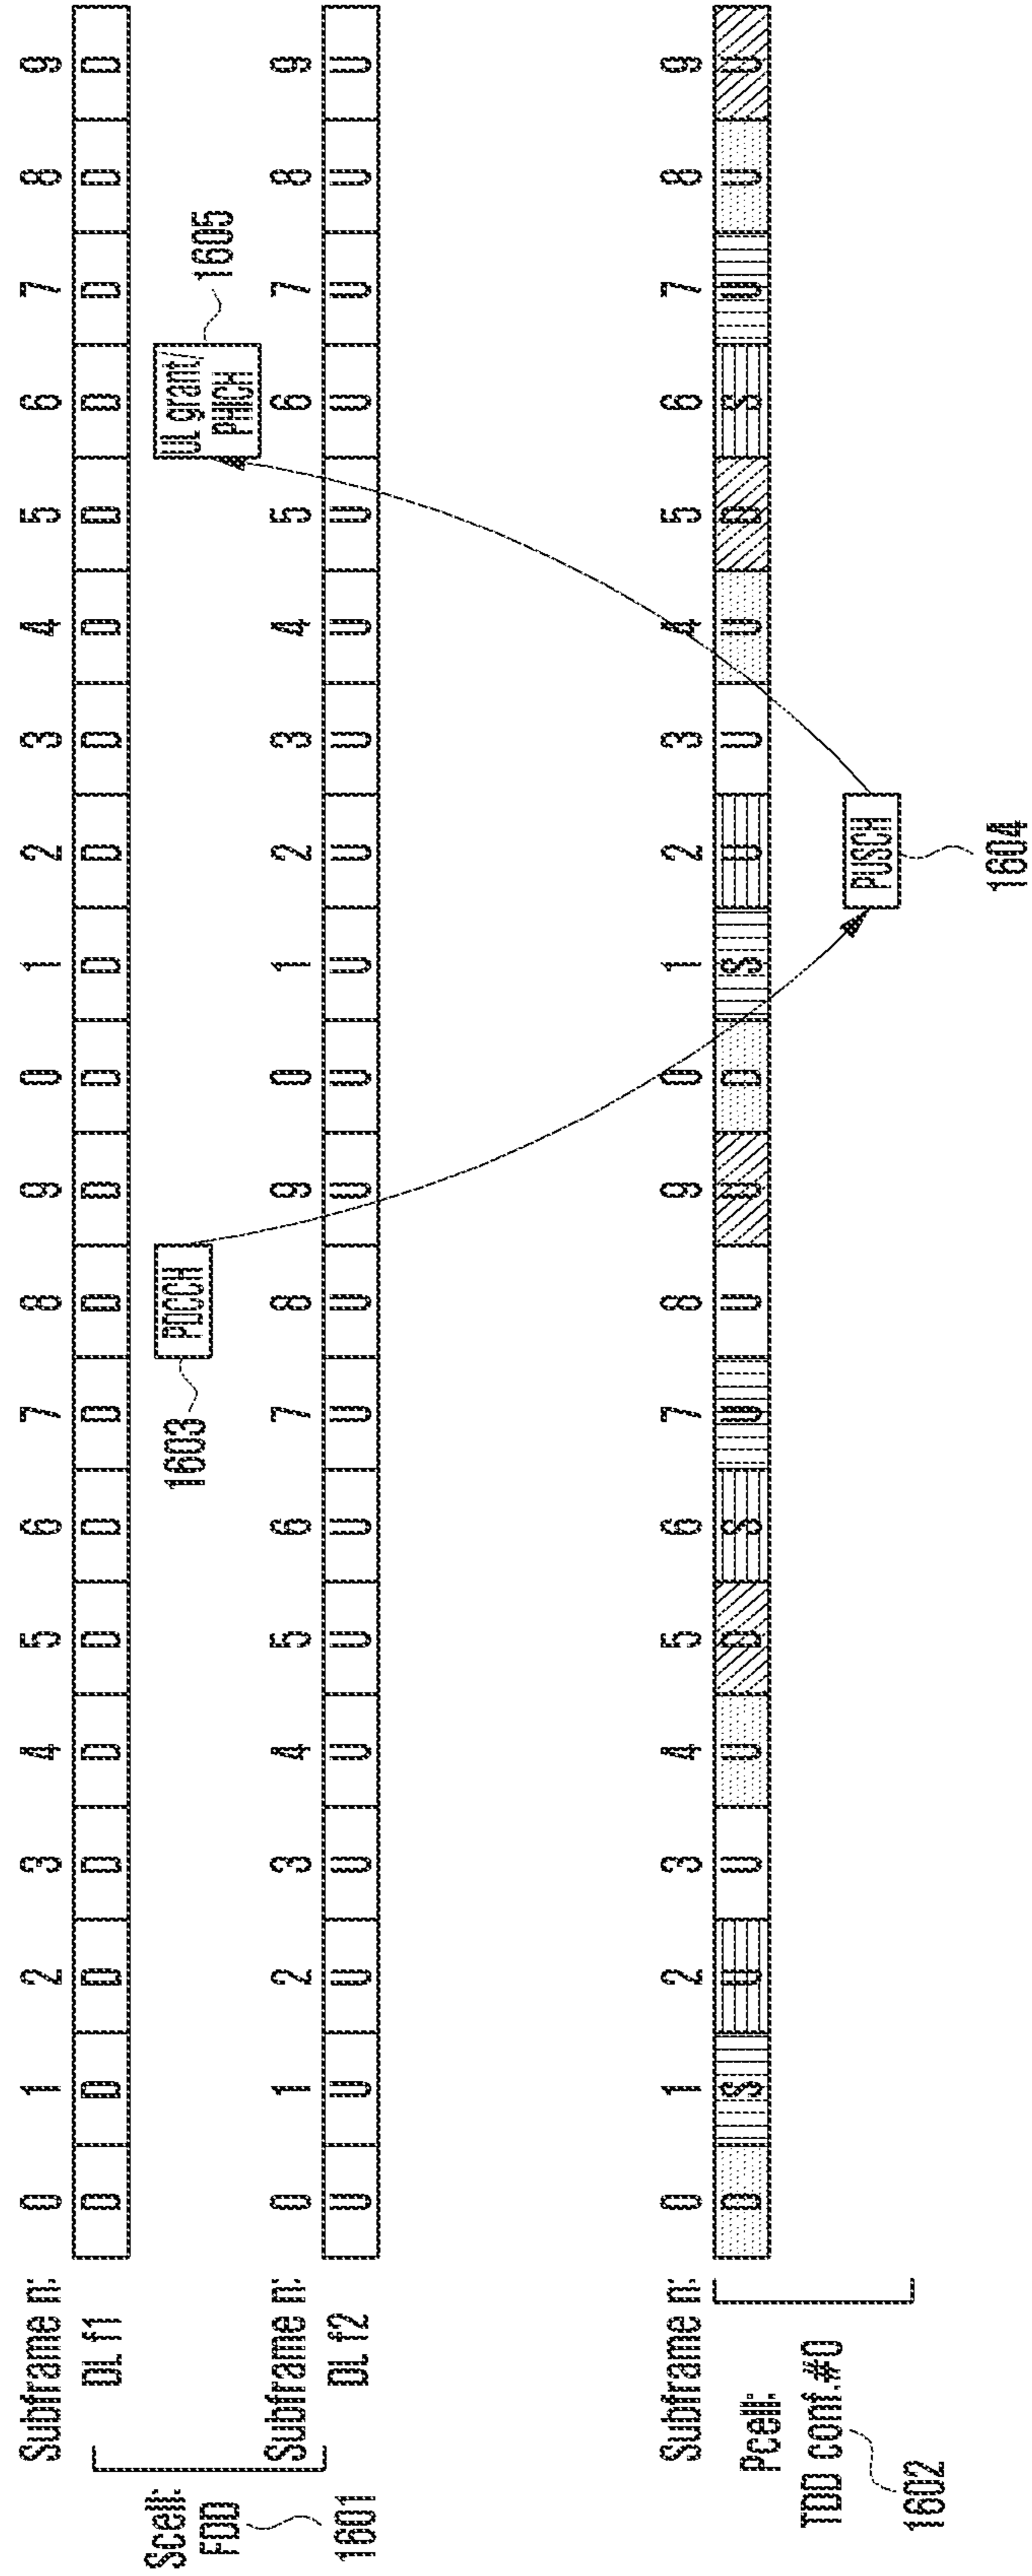 Subframe n: 0 1 2 3 4 5 6 7 8 9 0 1 2 3 4 5 6 7 8 9
DL f1 D D D D D D D D D D D D D D D D D D D D
Scell:
FDD
1601
1603
PDCCH
UL grant/
PHICH
1605
Subframe n: 0 1 2 3 4 5 6 7 8 9 0 1 2 3 4 5 6 7 8 9
DL f2 U U U U U U U U U U U U U U U U U U U U
Subframe n: 0 1 2 3 4 5 6 7 8 9 0 1 2 3 4 5 6 7 8 9
D S U U U D S U U U D S U U U D S U U U
Pcell:
TDD conf.#0
1602
PUSCH
1604